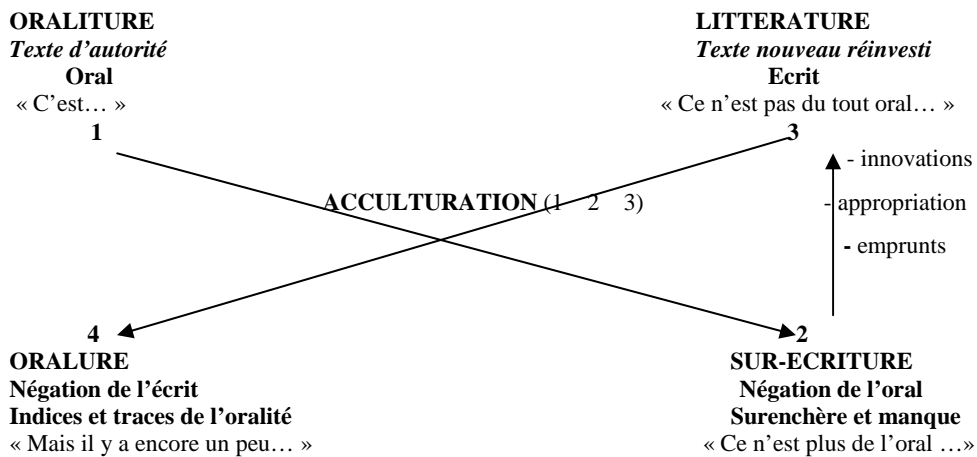 ORALITURE LITTERATURE
Texte d’autorité Texte nouveau réinvesti
Oral Ecrit
« C’est… » « Ce n’est pas du tout oral… »
1 3
- innovations
ACCULTURATION (1 2 3) - appropriation
- emprunts
4 2
ORALURE SUR-ECRITURE
Négation de l’écrit Négation de l’oral
Indices et traces de l’oralité Surenchère et manque
« Mais il y a encore un peu… » « Ce n’est plus de l’oral …»